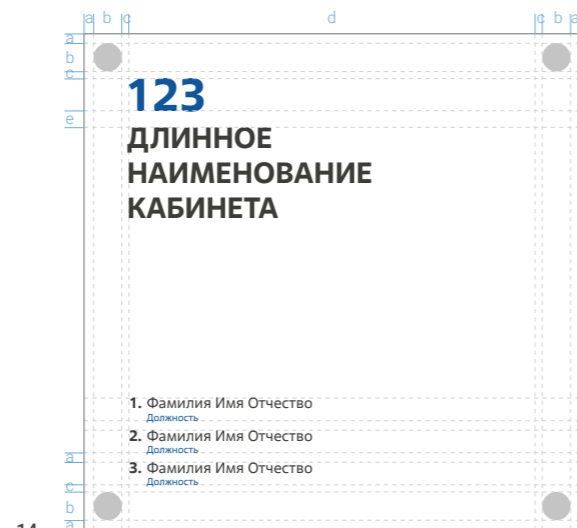 a b c d c b a
a
b
c
123
e
ДЛИННОЕ
НАИМЕНОВАНИЕ
КАБИНЕТА
1. Фамилия Имя Отчество
Должность
2. Фамилия Имя Отчество
Должность
a
3. Фамилия Имя Отчество
Должность
c
b
14
a